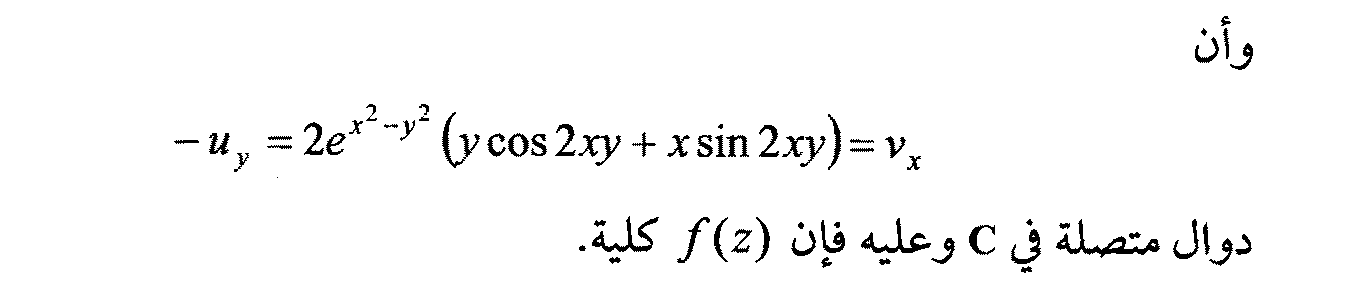 وأن
$-u_y = 2e^{x^2-y^2}(y\cos 2xy + x\sin 2xy) = v_x$
دوال متصلة في C وعليه فإن f(z) كلية.